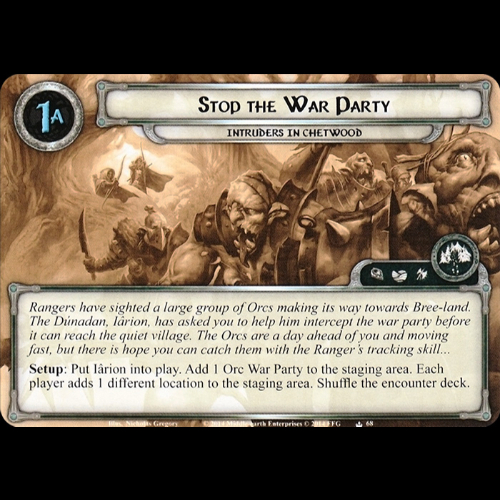 1A
STOP THE WAR PARTY
INTRUDERS IN CHETWOOD
Rangers have sighted a large group of Orcs making its way towards Bree-land.
The Dúnadan, Iârion, has asked you to help him intercept the war party before
it can reach the quiet village. The Orcs are a day ahead of you and moving
fast, but there is hope you can catch them with the Ranger's tracking skill...
Setup: Put Iârion into play. Add 1 Orc War Party to the staging area. Each
player adds 1 different location to the staging area. Shuffle the encounter deck.
Illus. Nicholas Gregory © 2014 Middle-earth Enterprises © 2014 FFG 68